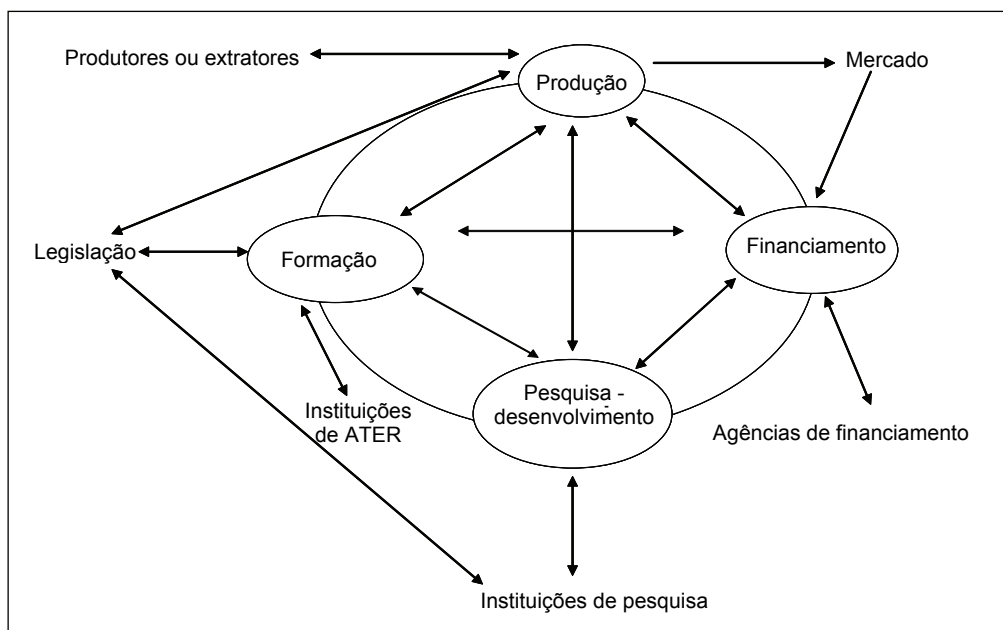 Produtores ou extratores
Mercado
Produção
Legislação
Formação
Financiamento
Pesquisa -
desenvolvimento
Instituições
de ATER
Agências de financiamento
Instituições de pesquisa